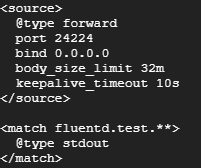 <source>
  @type forward
  port 24224
  bind 0.0.0.0
  body_size_limit 32m
  keepalive_timeout 10s
</source>

<match fluentd.test.**>
  @type stdout
</match>